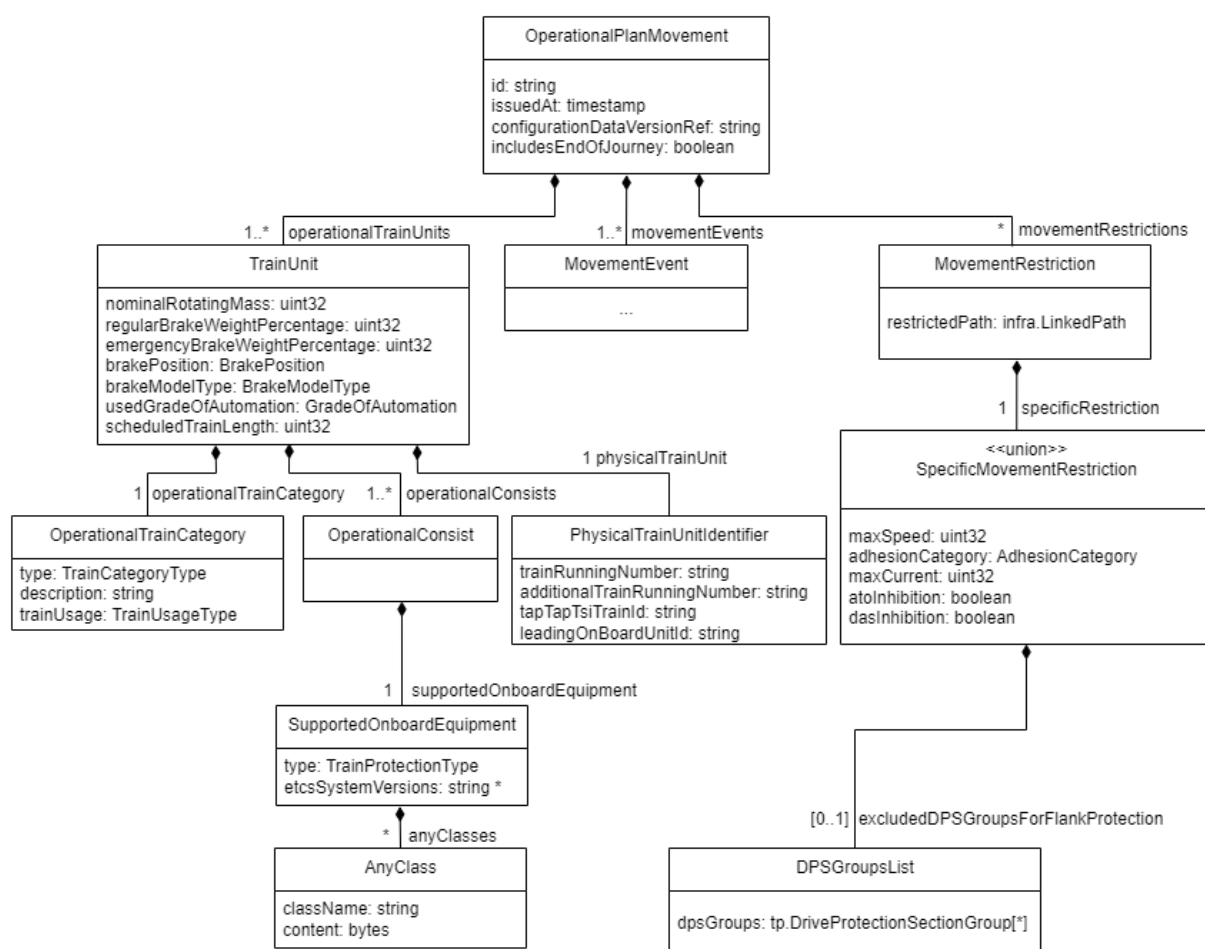 OperationalPlanMovement
id: string
issuedAt: timestamp
configurationDataVersionRef: string
includesEndOfJourney: boolean
1..* operationalTrainUnits
1..* movementEvents
* movementRestrictions
TrainUnit
nominalRotatingMass: uint32
regularBrakeWeightPercentage: uint32
emergencyBrakeWeightPercentage: uint32
brakePosition: BrakePosition
brakeModelType: BrakeModelType
usedGradeOfAutomation: GradeOfAutomation
scheduledTrainLength: uint32
MovementEvent
...
MovementRestriction
restrictedPath: infra.LinkedPath
1 specificRestriction
1 operationalTrainCategory
1..* operationalConsists
1 physicalTrainUnit
<<union>>
SpecificMovementRestriction
maxSpeed: uint32
adhesionCategory: AdhesionCategory
maxCurrent: uint32
atoInhibition: boolean
dasInhibition: boolean
OperationalTrainCategory
type: TrainCategoryType
description: string
trainUsage: TrainUsageType
OperationalConsist
PhysicalTrainUnitIdentifier
trainRunningNumber: string
additionalTrainRunningNumber: string
tapTapTsiTrainId: string
leadingOnBoardUnitId: string
1 supportedOnboardEquipment
SupportedOnboardEquipment
type: TrainProtectionType
etcsSystemVersions: string *
* anyClasses
AnyClass
className: string
content: bytes
[0..1] excludedDPSGroupsForFlankProtection
DPSGroupsList
dpsGroups: tp.DriveProtectionSectionGroup[*]